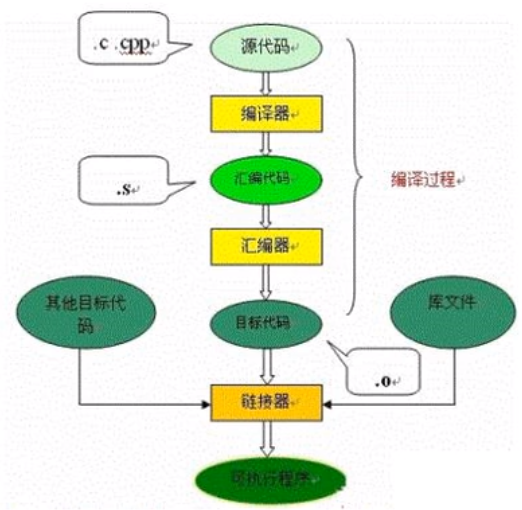 .c .cpp
源代码
编译器
.s
汇编代码
编译过程
汇编器
其他目标代
码
目标代码
库文件
.o
链接器
可执行程序